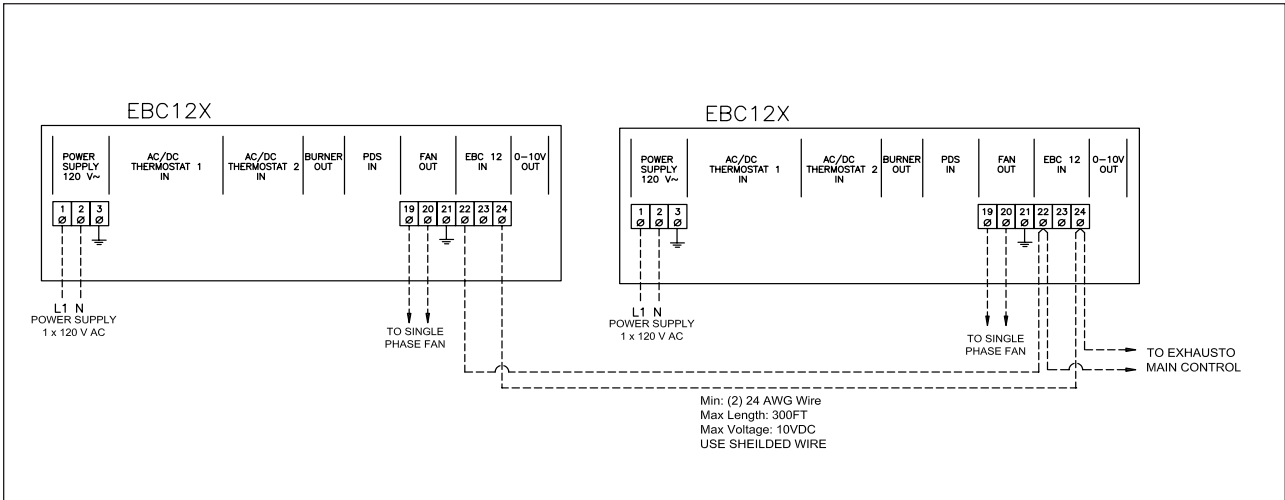 EBC12X
POWER
SUPPLY
120 V~
AC/DC
THERMOSTAT 1
IN
AC/DC
THERMOSTAT 2
IN
BURNER
OUT
PDS
IN
FAN
OUT
EBC 12
IN
0-10V
OUT
1 2 3
19 20 21 22 23 24
L1 N
POWER SUPPLY
1 x 120 V AC
TO SINGLE
PHASE FAN
EBC12X
POWER
SUPPLY
120 V~
AC/DC
THERMOSTAT 1
IN
AC/DC
THERMOSTAT 2
IN
BURNER
OUT
PDS
IN
FAN
OUT
EBC 12
IN
0-10V
OUT
1 2 3
19 20 21 22 23 24
L1 N
POWER SUPPLY
1 x 120 V AC
TO SINGLE
PHASE FAN
TO EXHAUSTO
MAIN CONTROL
Min: (2) 24 AWG Wire
Max Length: 300FT
Max Voltage: 10VDC
USE SHEILDED WIRE